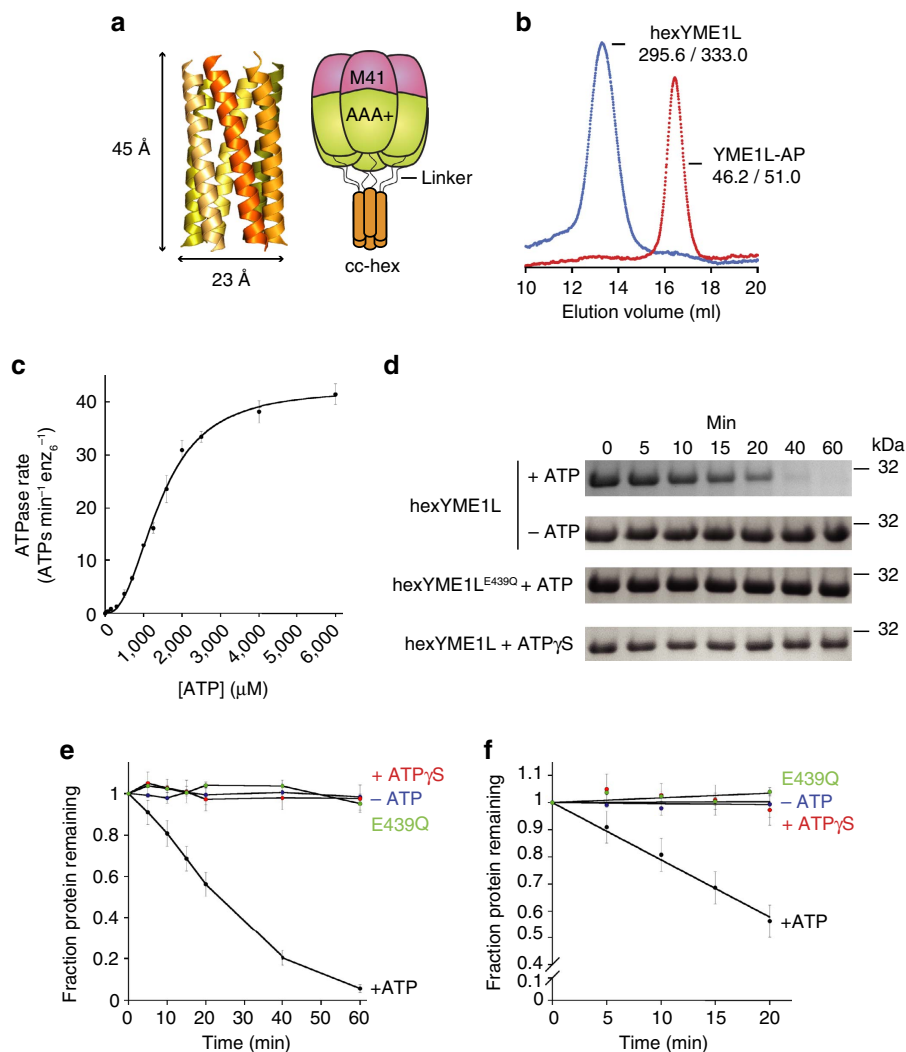 a
45 Å
23 Å
M41
AAA+
Linker
cc-hex
b
hexYME1L
295.6 / 333.0
YME1L-AP
46.2 / 51.0
10 12 14 16 18 20
Elution volume (ml)
c
ATPase rate
(ATPs min⁻¹ enz₆⁻¹)
40
30
20
10
0
0 1,000 2,000 3,000 4,000 5,000 6,000
[ATP] (μM)
d
Min
0 5 10 15 20 40 60 kDa
hexYME1L
+ ATP
32
– ATP
32
hexYME1Lᴱ⁴³⁹Q + ATP
32
hexYME1L + ATPγS
32
e
Fraction protein remaining
1
0.8
0.6
0.4
0.2
0
+ ATPγS
– ATP
E439Q
+ATP
0 10 20 30 40 50 60
Time (min)
f
Fraction protein remaining
1.1
1
0.9
0.8
0.7
0.6
0.5
0.4
0.1
0
E439Q
– ATP
+ ATPγS
+ATP
0 5 10 15 20
Time (min)